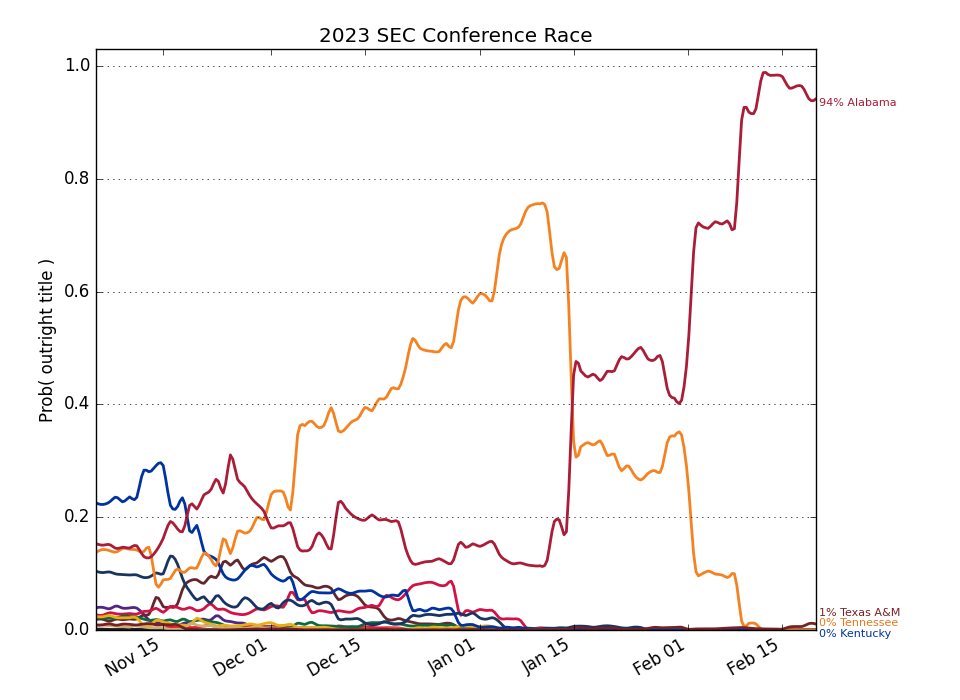 2023 SEC Conference Race
1.0
0.8
0.6
0.4
0.2
0.0
Prob( outright title )
94% Alabama
1% Texas A&M
0% Tennessee
0% Kentucky
Nov 15
Dec 01
Dec 15
Jan 01
Jan 15
Feb 01
Feb 15